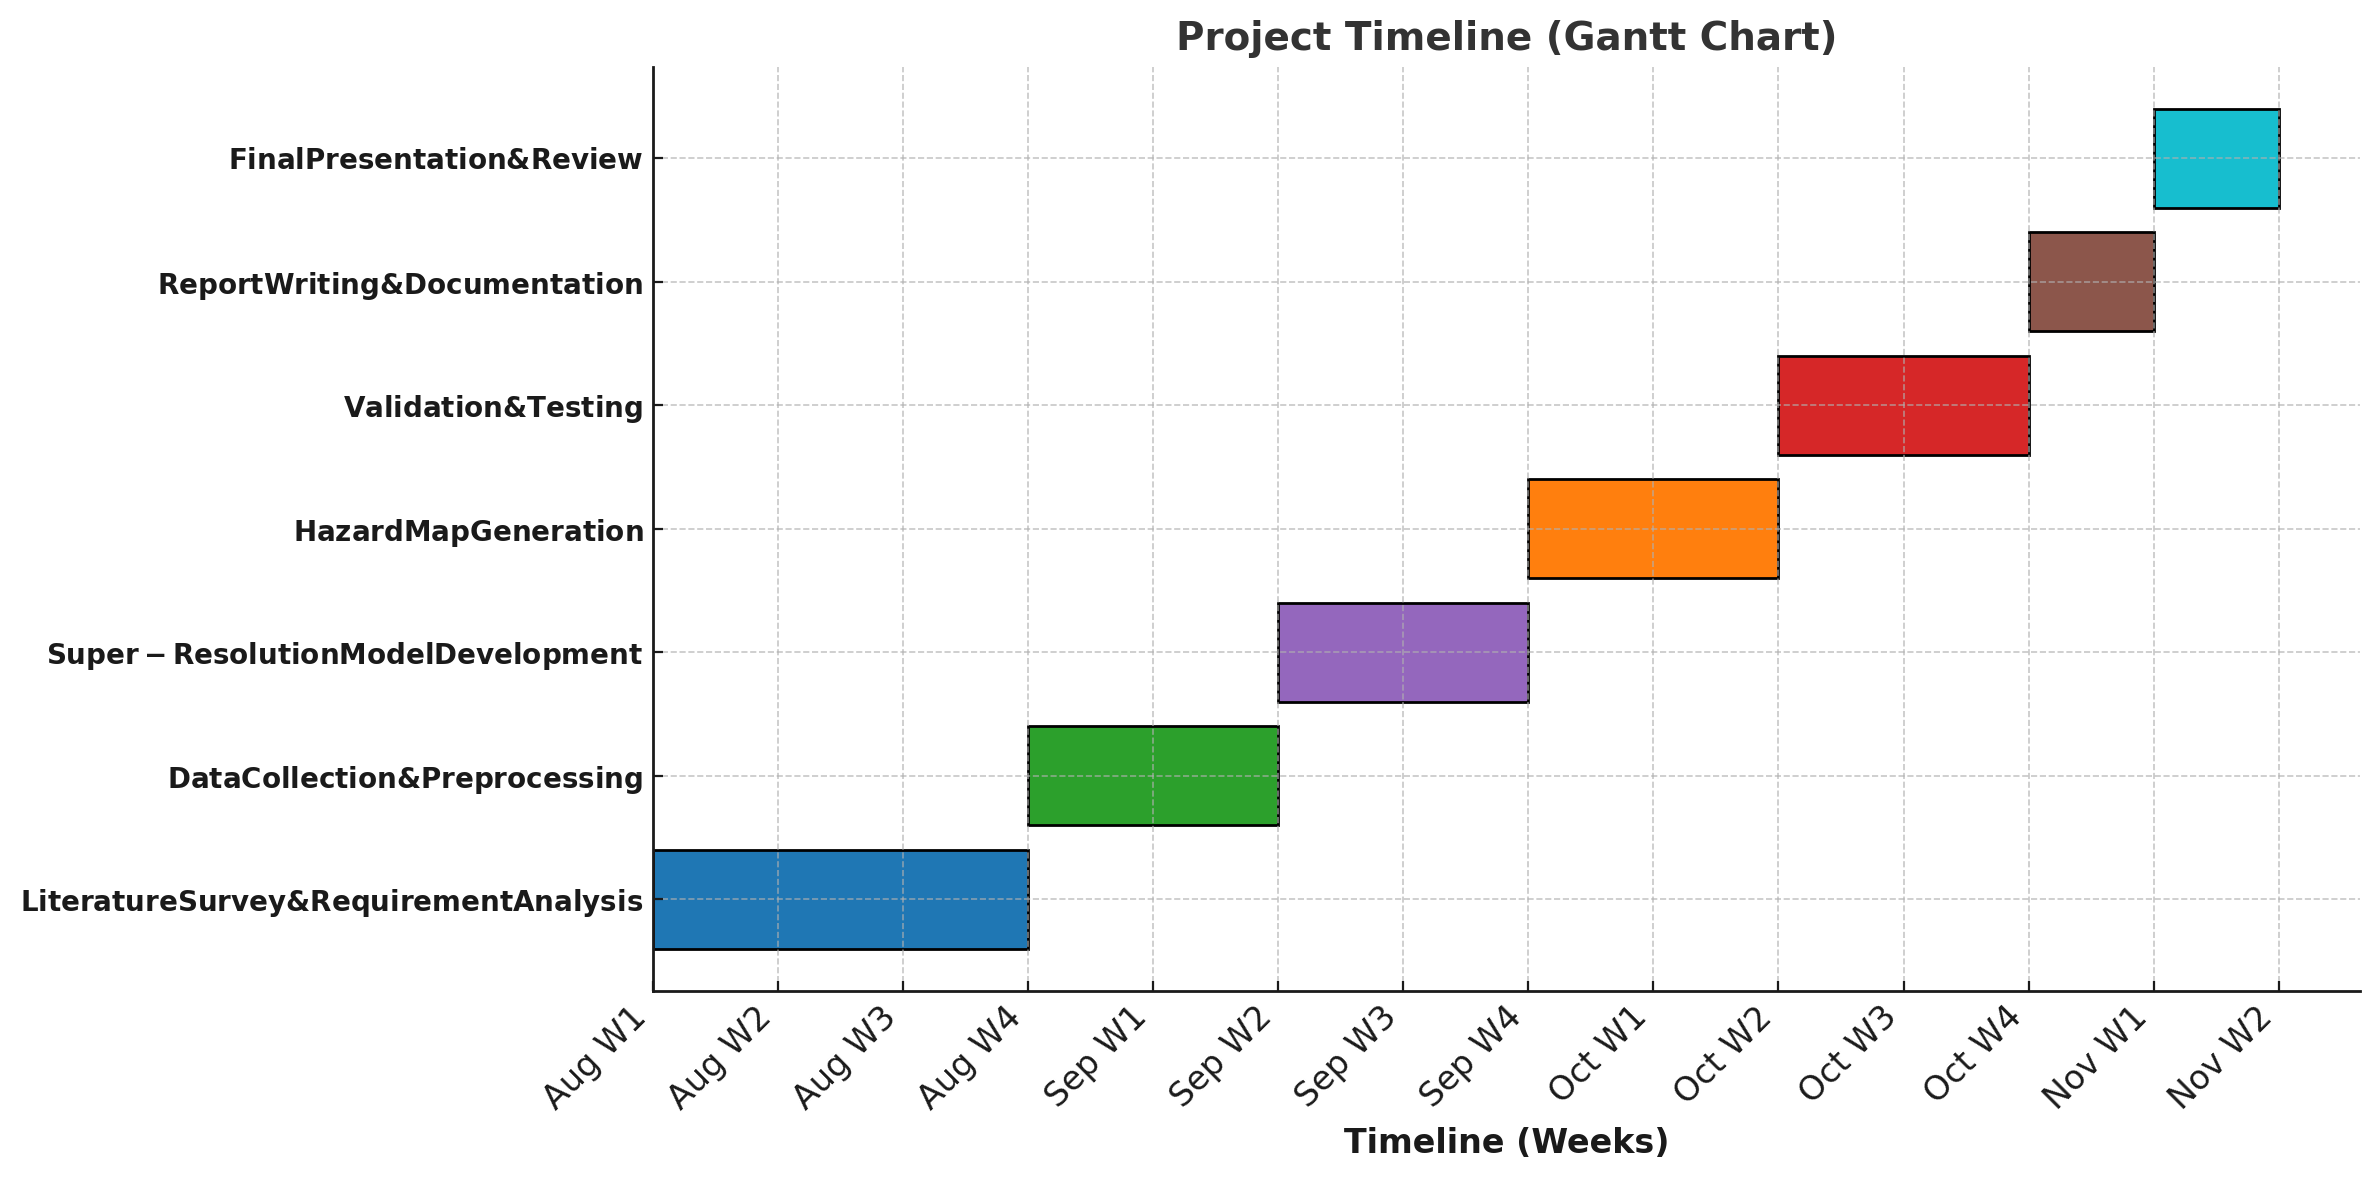 Project Timeline (Gantt Chart)
FinalPresentation&Review
ReportWriting&Documentation
Validation&Testing
HazardMapGeneration
Super−ResolutionModelDevelopment
DataCollection&Preprocessing
LiteratureSurvey&RequirementAnalysis
Aug W1
Aug W2
Aug W3
Aug W4
Sep W1
Sep W2
Sep W3
Sep W4
Oct W1
Oct W2
Oct W3
Oct W4
Nov W1
Nov W2
Timeline (Weeks)